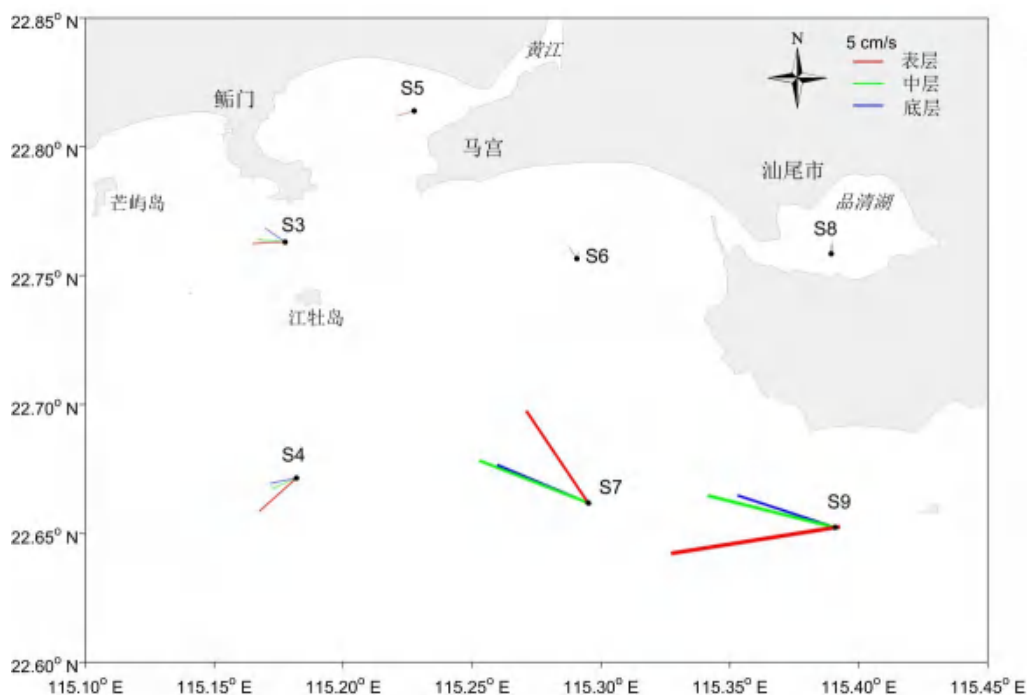 22.85° N
22.80° N
22.75° N
22.70° N
22.65° N
22.60° N
115.10° E
115.15° E
115.20° E
115.25° E
115.30° E
115.35° E
115.40° E
115.45° E
N
5 cm/s
表层
中层
底层
黄江
鲘门
S5
马宫
汕尾市
品清湖
芒屿岛
S3
S6
S8
江牡岛
S4
S7
S9